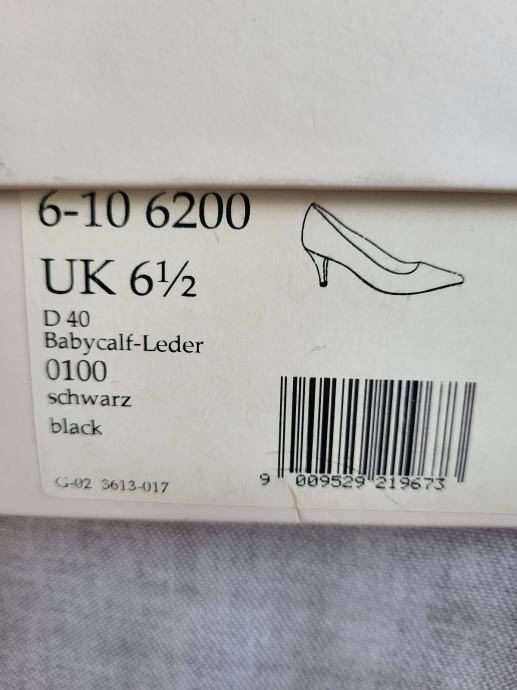 6-10 6200
UK 6½
D 40
Babycalf-Leder
0100
schwarz
black
G-02 3613-017
9 009529 219673